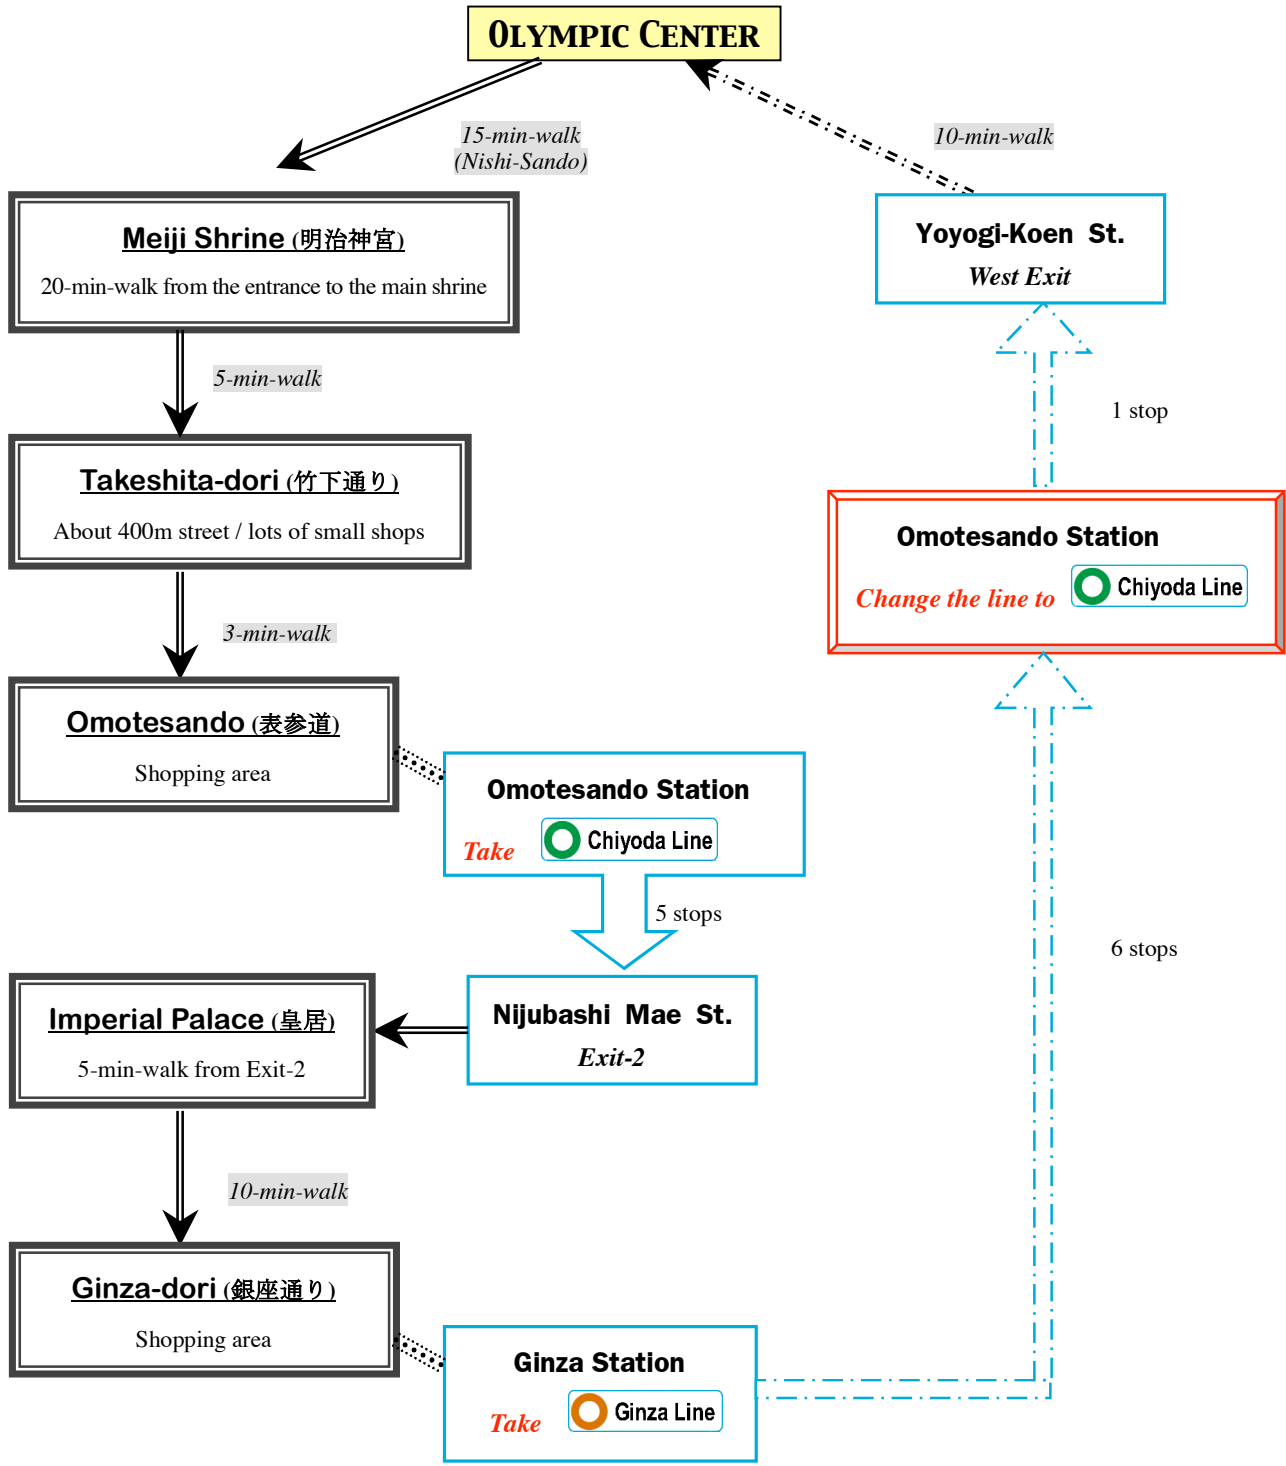 OLYMPIC CENTER
15-min-walk
(Nishi-Sando)
10-min-walk
Meiji Shrine (明治神宮)
20-min-walk from the entrance to the main shrine
Yoyogi-Koen St.
West Exit
5-min-walk
1 stop
Takeshita-dori (竹下通り)
About 400m street / lots of small shops
Omotesando Station
Change the line to
Chiyoda Line
3-min-walk
Omotesando (表参道)
Shopping area
Omotesando Station
Take
Chiyoda Line
5 stops
6 stops
Imperial Palace (皇居)
5-min-walk from Exit-2
Nijubashi Mae St.
Exit-2
10-min-walk
Ginza-dori (銀座通り)
Shopping area
Ginza Station
Take
Ginza Line